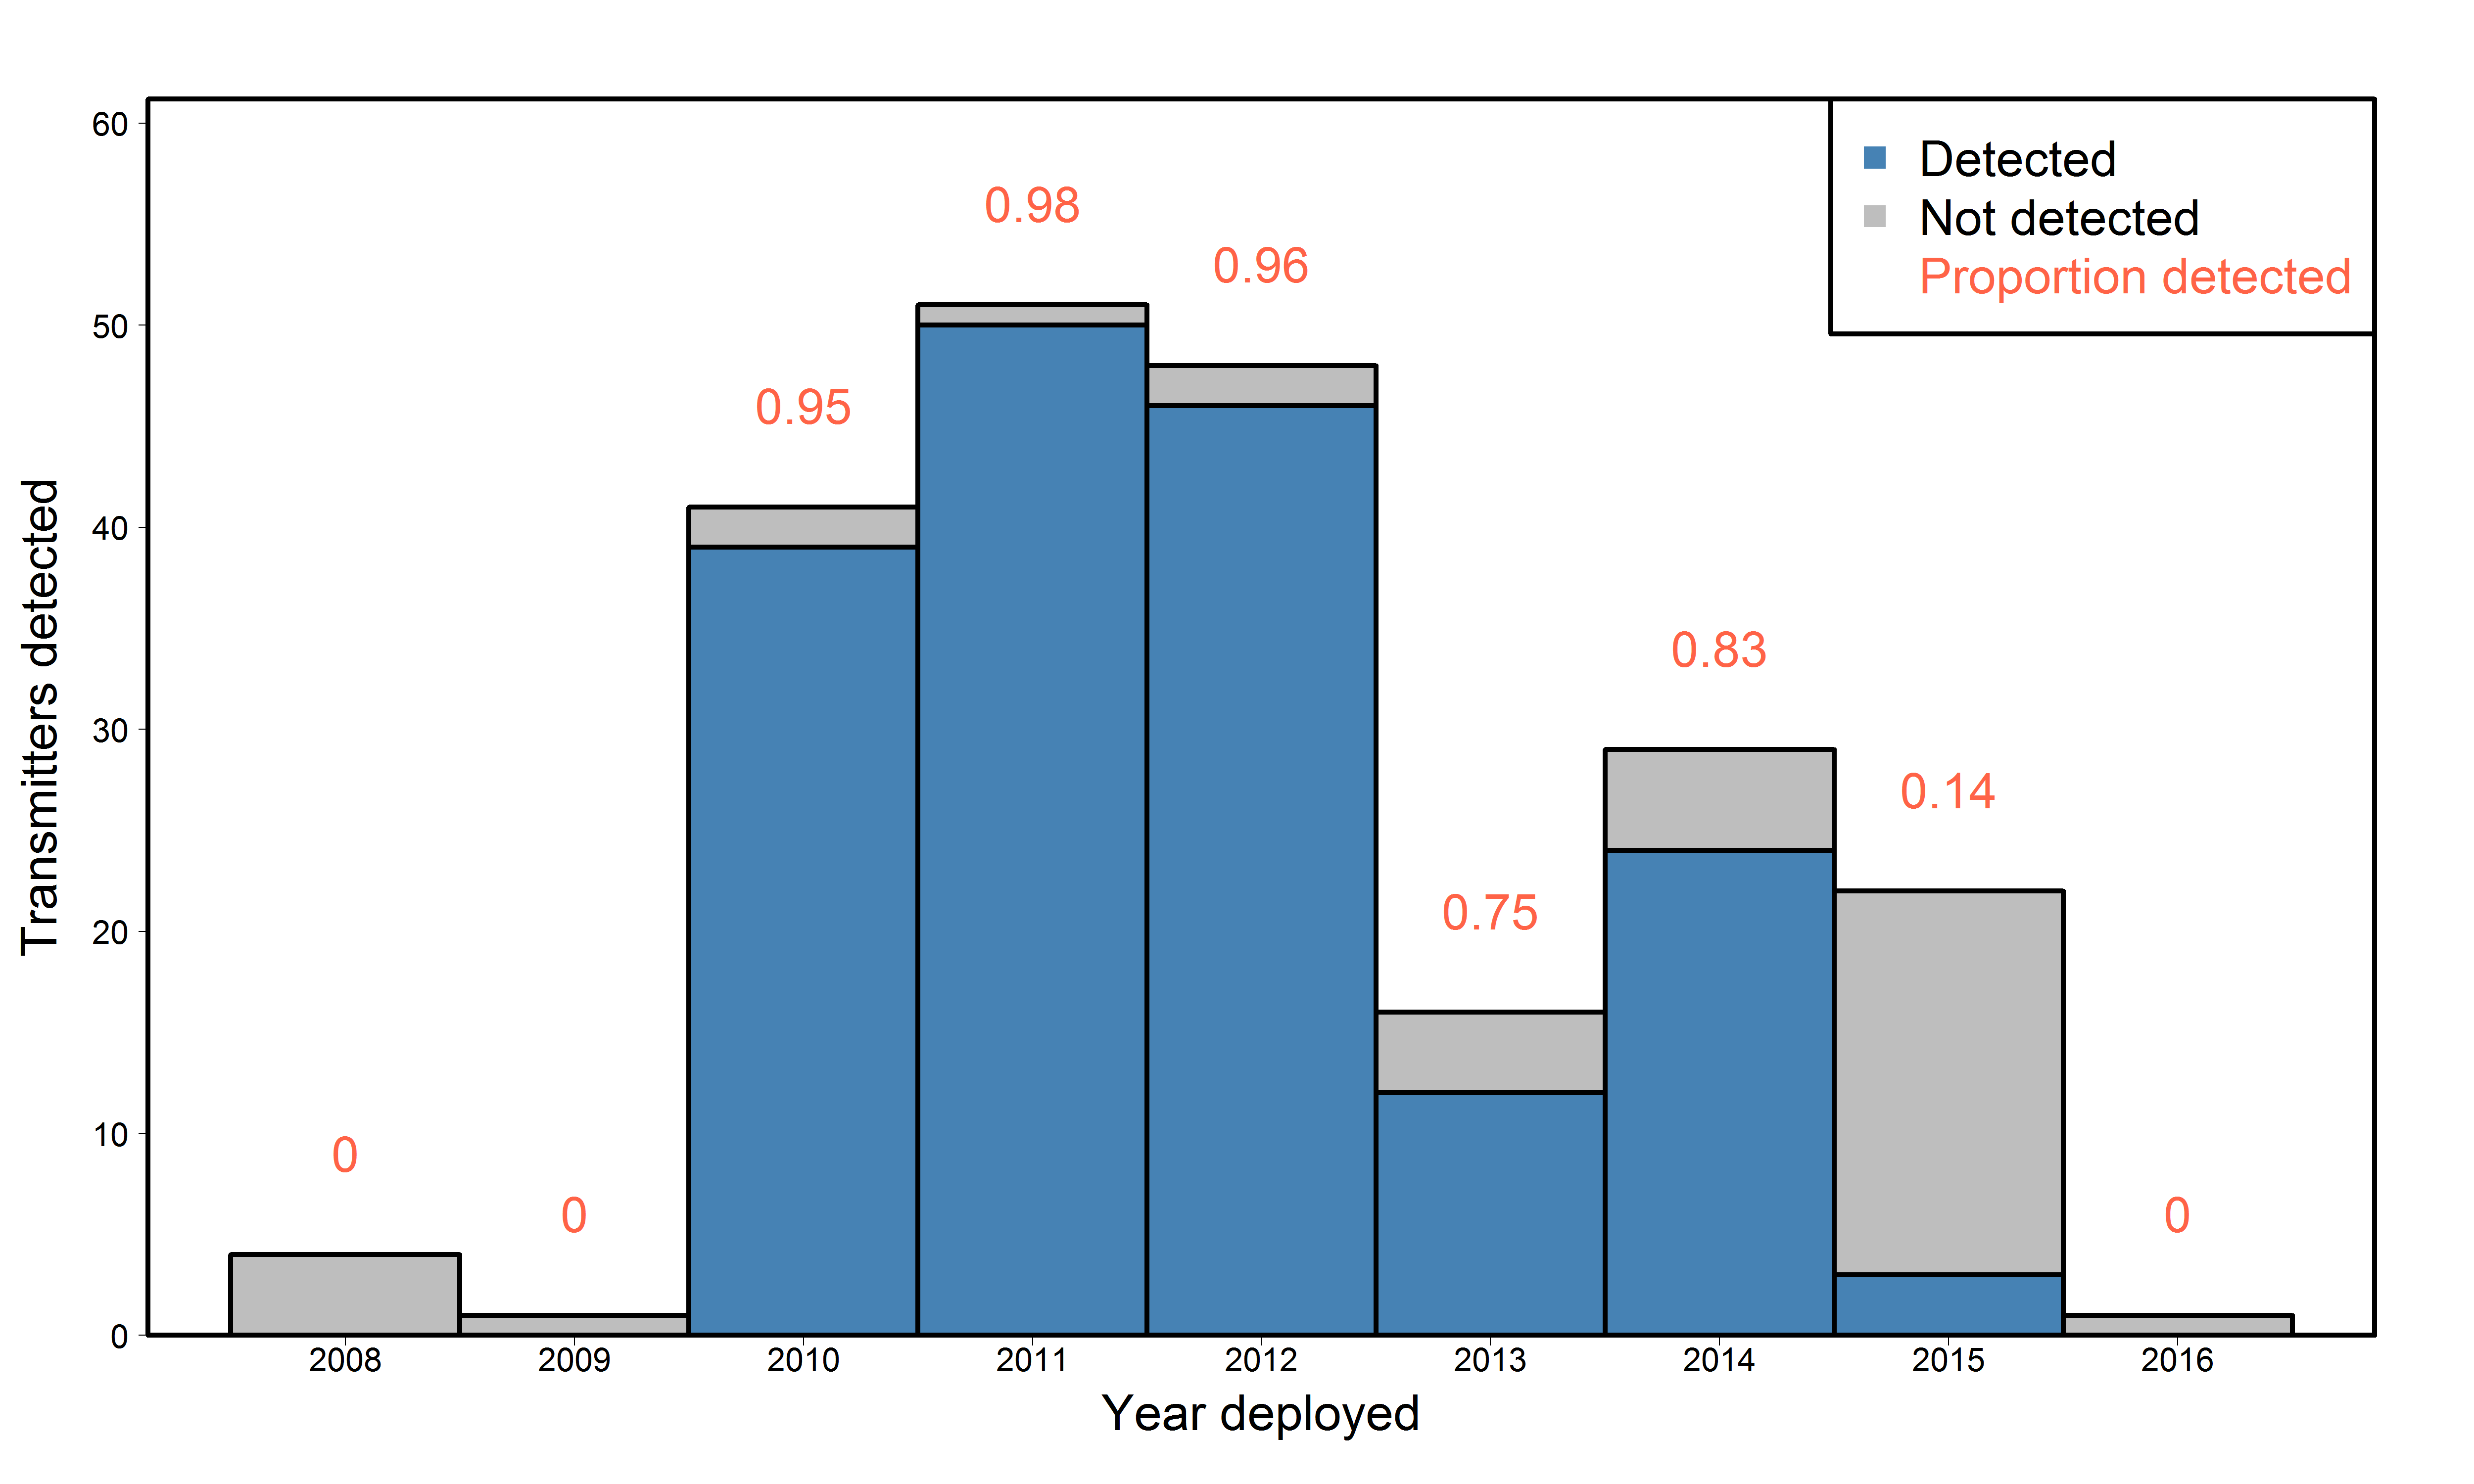 Detected
Not detected
Proportion detected
Transmitters detected
60
50
40
30
20
10
0
0
0
0.95
0.98
0.96
0.75
0.83
0.14
0
2008 2009 2010 2011 2012 2013 2014 2015 2016
Year deployed